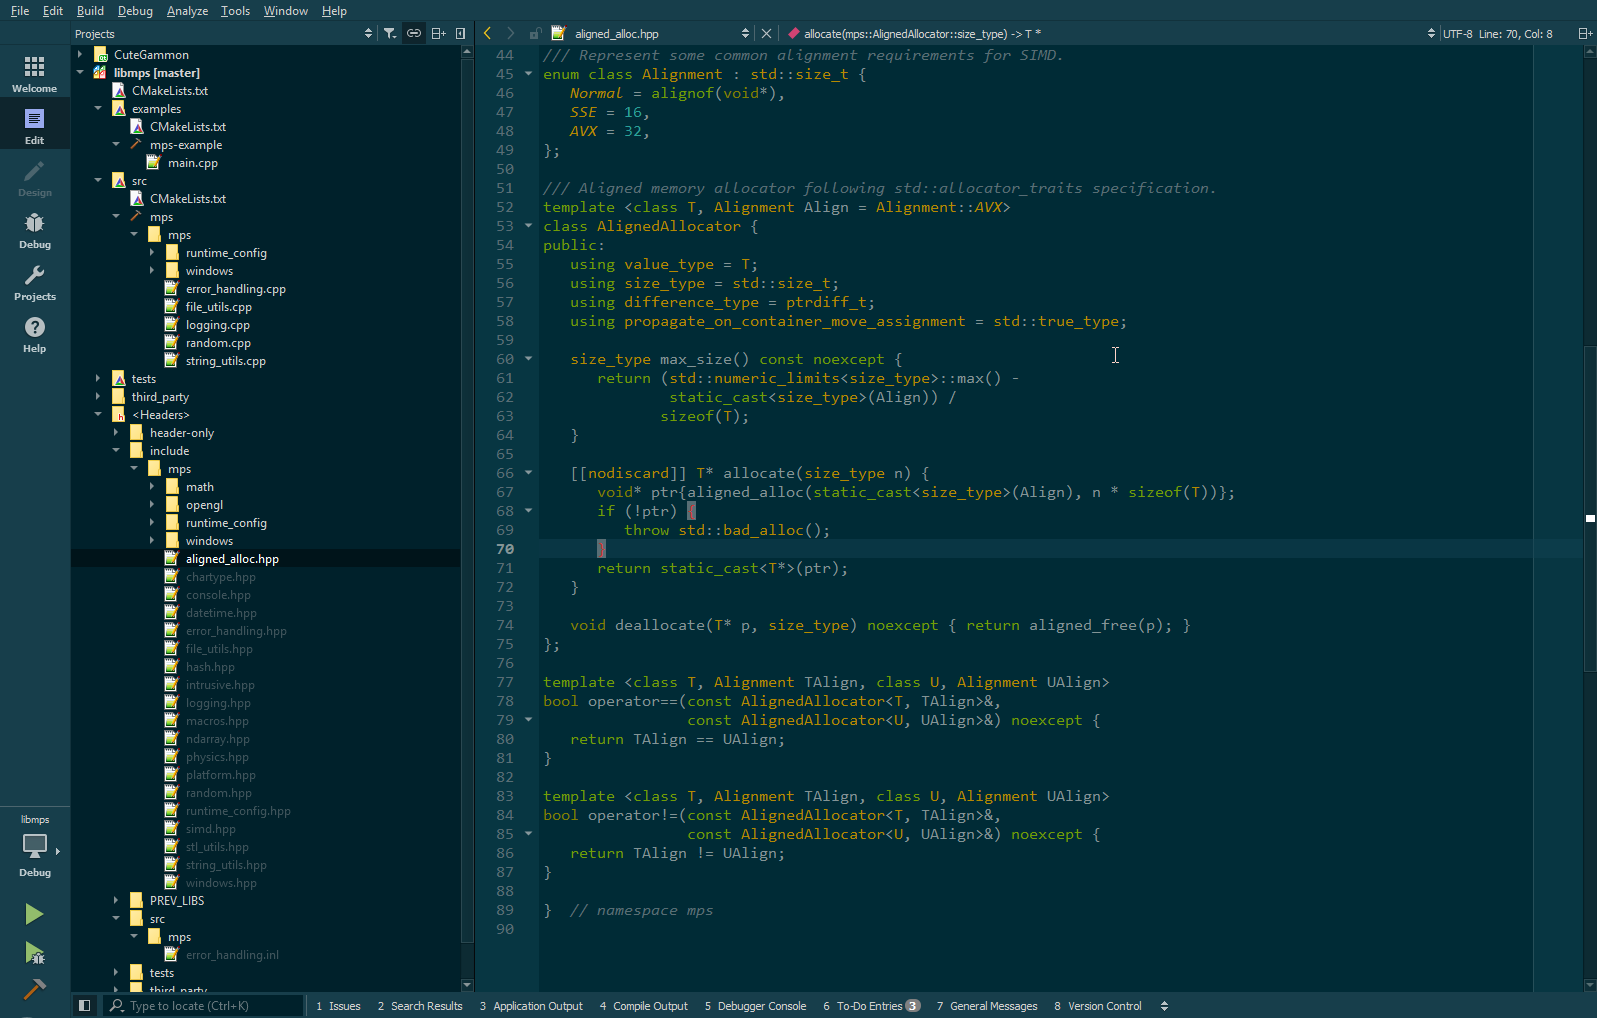 File Edit Build Debug Analyze Tools Window Help
Projects
aligned_alloc.hpp
allocate(mps::AlignedAllocator::size_type) -> T *
UTF-8 Line: 70, Col: 8
Welcome
Edit
Design
Debug
Projects
Help
libmps
Debug
CuteGammon
libmps [master]
CMakeLists.txt
examples
CMakeLists.txt
mps-example
main.cpp
src
CMakeLists.txt
mps
mps
runtime_config
windows
error_handling.cpp
file_utils.cpp
logging.cpp
random.cpp
string_utils.cpp
tests
third_party
<Headers>
header-only
include
mps
math
opengl
runtime_config
windows
aligned_alloc.hpp
chartype.hpp
console.hpp
datetime.hpp
error_handling.hpp
file_utils.hpp
hash.hpp
intrusive.hpp
logging.hpp
macros.hpp
ndarray.hpp
physics.hpp
platform.hpp
random.hpp
runtime_config.hpp
simd.hpp
stl_utils.hpp
string_utils.hpp
windows.hpp
PREV_LIBS
src
mps
error_handling.inl
tests
third_party
44 /// Represent some common alignment requirements for SIMD.
45 enum class Alignment : std::size_t {
46 Normal = alignof(void*),
47 SSE = 16,
48 AVX = 32,
49 };
50
51 /// Aligned memory allocator following std::allocator_traits specification.
52 template <class T, Alignment Align = Alignment::AVX>
53 class AlignedAllocator {
54 public:
55 using value_type = T;
56 using size_type = std::size_t;
57 using difference_type = ptrdiff_t;
58 using propagate_on_container_move_assignment = std::true_type;
59
60 size_type max_size() const noexcept {
61 return (std::numeric_limits<size_type>::max() -
62 static_cast<size_type>(Align)) /
63 sizeof(T);
64 }
65
66 [[nodiscard]] T* allocate(size_type n) {
67 void* ptr{aligned_alloc(static_cast<size_type>(Align), n * sizeof(T))};
68 if (!ptr) {
69 throw std::bad_alloc();
70 }
71 return static_cast<T*>(ptr);
72 }
73
74 void deallocate(T* p, size_type) noexcept { return aligned_free(p); }
75 };
76
77 template <class T, Alignment TAlign, class U, Alignment UAlign>
78 bool operator==(const AlignedAllocator<T, TAlign>&,
79 const AlignedAllocator<U, UAlign>&) noexcept {
80 return TAlign == UAlign;
81 }
82
83 template <class T, Alignment TAlign, class U, Alignment UAlign>
84 bool operator!=(const AlignedAllocator<T, TAlign>&,
85 const AlignedAllocator<U, UAlign>&) noexcept {
86 return TAlign != UAlign;
87 }
88
89 } // namespace mps
90
Type to locate (Ctrl+K)
1 Issues 2 Search Results 3 Application Output 4 Compile Output 5 Debugger Console 6 To-Do Entries 3 7 General Messages 8 Version Control